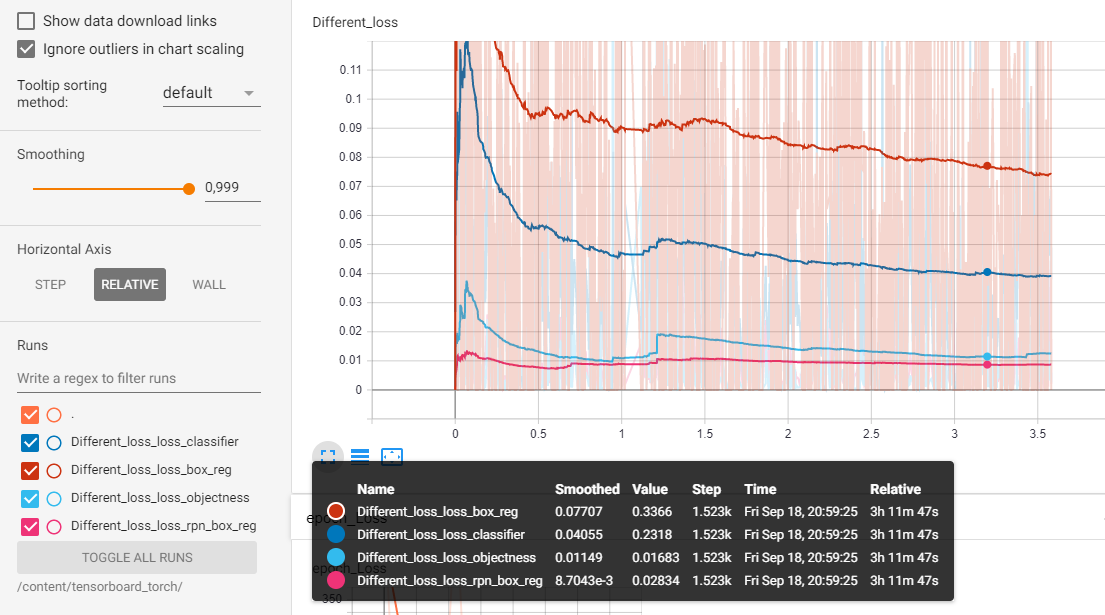 Show data download links
Ignore outliers in chart scaling
Tooltip sorting
method:
default
Smoothing
0,999
Horizontal Axis
STEP RELATIVE WALL
Runs
Write a regex to filter runs
.
Different_loss_loss_classifier
Different_loss_loss_box_reg
Different_loss_loss_objectness
Different_loss_loss_rpn_box_reg
TOGGLE ALL RUNS
/content/tensorboard_torch/
Different_loss
0.11
0.1
0.09
0.08
0.07
0.06
0.05
0.04
0.03
0.02
0.01
0
0 0.5 1 1.5 2 2.5 3 3.5
Name Smoothed Value Step Time Relative
Different_loss_loss_box_reg 0.07707 0.3366 1.523k Fri Sep 18, 20:59:25 3h 11m 47s
Different_loss_loss_classifier 0.04055 0.2318 1.523k Fri Sep 18, 20:59:25 3h 11m 47s
Different_loss_loss_objectness 0.01149 0.01683 1.523k Fri Sep 18, 20:59:25 3h 11m 47s
Different_loss_loss_rpn_box_reg 8.7043e-3 0.02834 1.523k Fri Sep 18, 20:59:25 3h 11m 47s
epoch_Loss
epoch_Loss
350